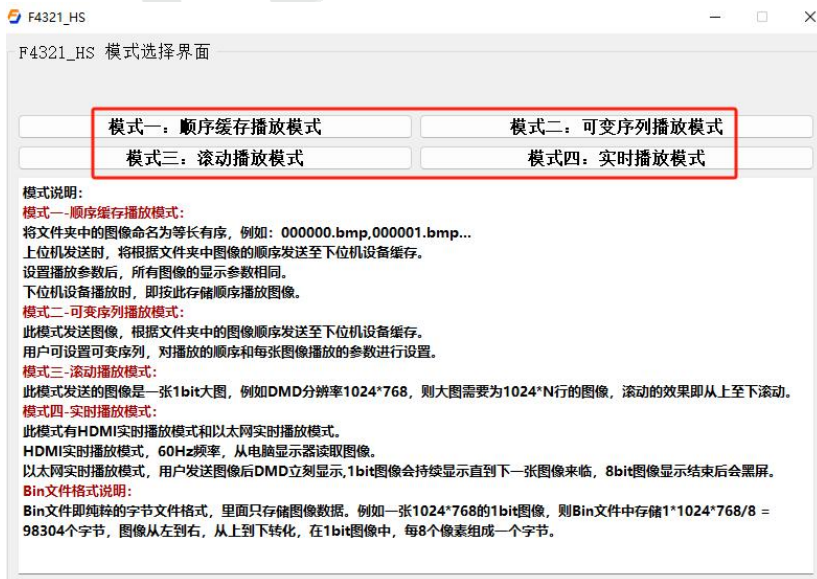 F4321_HS
F4321_HS 模式选择界面
模式一：顺序缓存播放模式
模式二：可变序列播放模式
模式三：滚动播放模式
模式四：实时播放模式
模式说明：
模式一-顺序缓存播放模式：
将文件夹中的图像命名为等长有序，例如：000000.bmp,000001.bmp...
上位机发送时，将根据文件夹中图像的顺序发送至下位机设备缓存。
设置播放参数后，所有图像的显示参数相同。
下位机设备播放时，即按此存储顺序播放图像。
模式二-可变序列播放模式：
此模式发送图像，根据文件夹中的图像顺序发送至下位机设备缓存。
用户可设置可变序列，对播放的顺序和每张图像播放的参数进行设置。
模式三-滚动播放模式：
此模式发送的图像是一张1bit大图，例如DMD分辨率1024*768，则大图需要为1024*N行的图像，滚动的效果即从上至下滚动。
模式四-实时播放模式：
此模式有HDMI实时播放模式和以太网实时播放模式。
HDMI实时播放模式，60Hz频率，从电脑显示器读取图像。
以太网实时播放模式，用户发送图像后DMD立刻显示,1bit图像会持续显示直到下一张图像来临，8bit图像显示结束后会黑屏。
Bin文件格式说明：
Bin文件即纯粹的字节文件格式，里面只存储图像数据。例如一张1024*768的1bit图像，则Bin文件中存储1*1024*768/8 =
98304个字节，图像从左到右，从上到下转化，在1bit图像中，每8个像素组成一个字节。